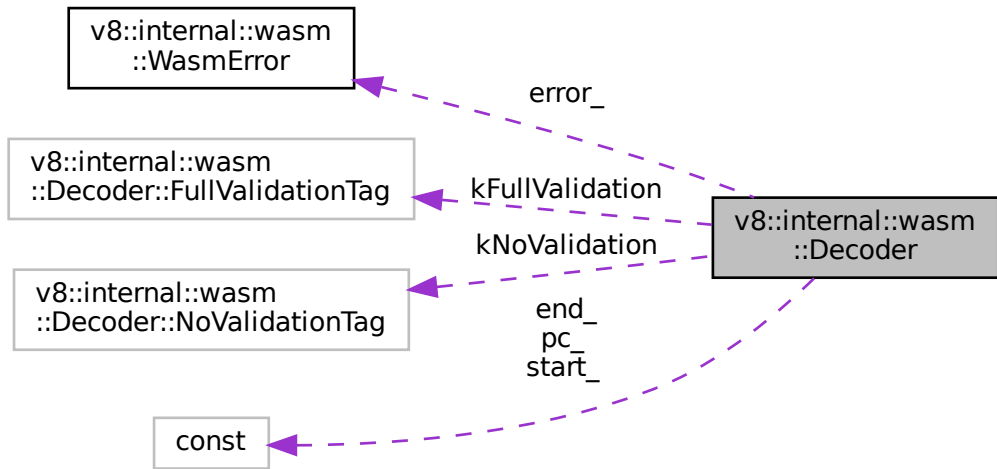 v8::internal::wasm
::WasmError
error_
v8::internal::wasm
::Decoder::FullValidationTag
kFullValidation
v8::internal::wasm
::Decoder
kNoValidation
v8::internal::wasm
::Decoder::NoValidationTag
end_
pc_
start_
const